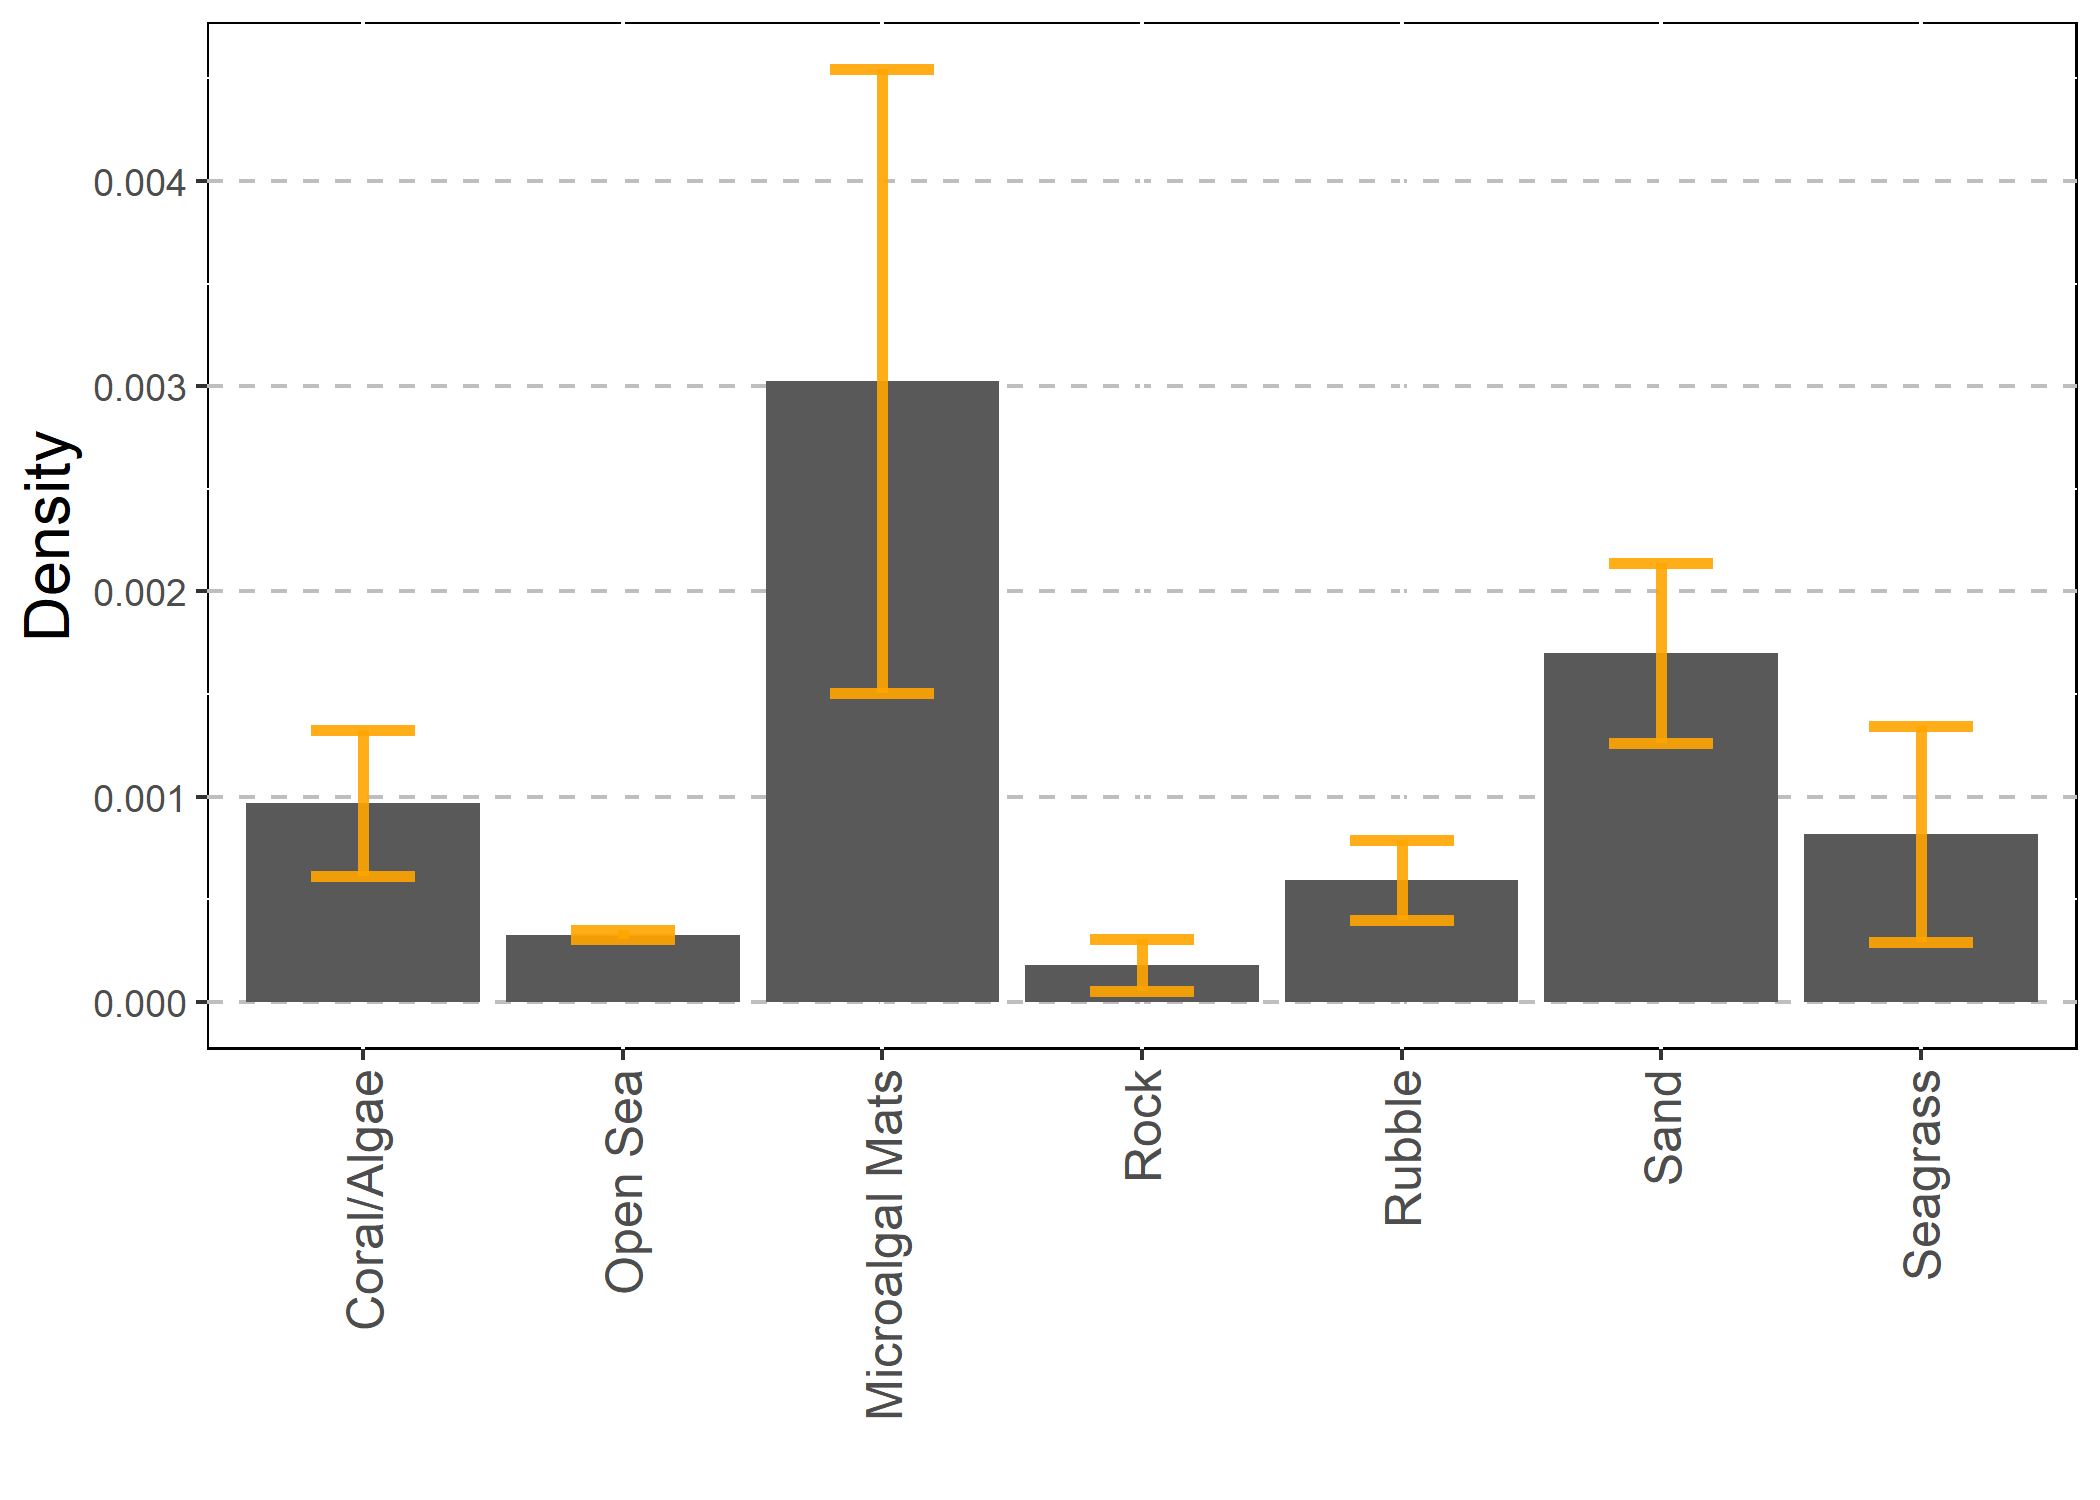 Density
0.004
0.003
0.002
0.001
0.000
Coral/Algae
Open Sea
Microalgal Mats
Rock
Rubble
Sand
Seagrass